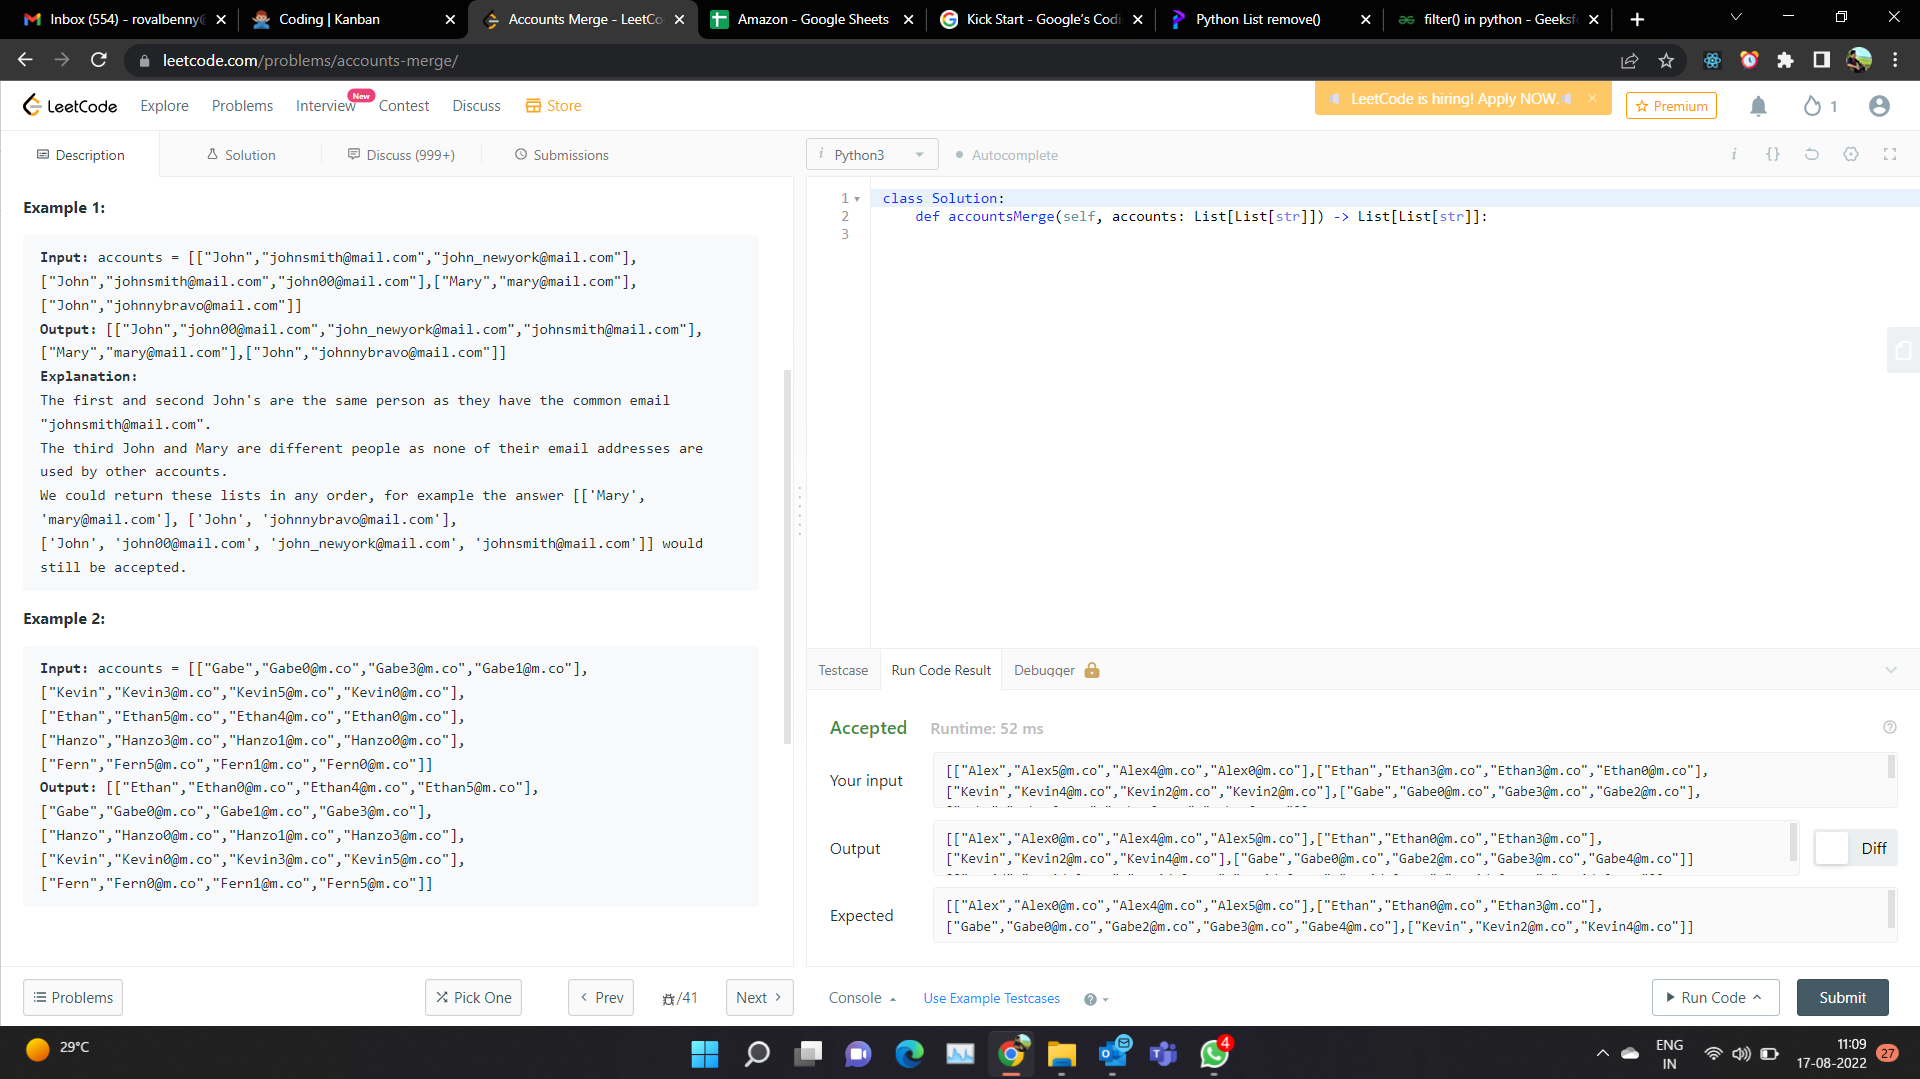 Inbox (554) - rovalbenny@
Coding | Kanban
Accounts Merge - LeetCo
Amazon - Google Sheets
Kick Start - Google's Codi
Python List remove()
filter() in python - Geeksf
leetcode.com/problems/accounts-merge/
LeetCode
Explore
Problems
Interview
New
Contest
Discuss
Store
LeetCode is hiring! Apply NOW.
Premium
1
Description
Solution
Discuss (999+)
Submissions
i Python3
Autocomplete
i {}
Example 1:
Input: accounts = [["John","johnsmith@mail.com","john_newyork@mail.com"],
["John","johnsmith@mail.com","john00@mail.com"],["Mary","mary@mail.com"],
["John","johnnybravo@mail.com"]]
Output: [["John","john00@mail.com","john_newyork@mail.com","johnsmith@mail.com"],
["Mary","mary@mail.com"],["John","johnnybravo@mail.com"]]
Explanation:
The first and second John's are the same person as they have the common email
"johnsmith@mail.com".
The third John and Mary are different people as none of their email addresses are
used by other accounts.
We could return these lists in any order, for example the answer [['Mary',
'mary@mail.com'], ['John', 'johnnybravo@mail.com'],
['John', 'john00@mail.com', 'john_newyork@mail.com', 'johnsmith@mail.com']] would
still be accepted.
Example 2:
Input: accounts = [["Gabe","Gabe0@m.co","Gabe3@m.co","Gabe1@m.co"],
["Kevin","Kevin3@m.co","Kevin5@m.co","Kevin0@m.co"],
["Ethan","Ethan5@m.co","Ethan4@m.co","Ethan0@m.co"],
["Hanzo","Hanzo3@m.co","Hanzo1@m.co","Hanzo0@m.co"],
["Fern","Fern5@m.co","Fern1@m.co","Fern0@m.co"]]
Output: [["Ethan","Ethan0@m.co","Ethan4@m.co","Ethan5@m.co"],
["Gabe","Gabe0@m.co","Gabe1@m.co","Gabe3@m.co"],
["Hanzo","Hanzo0@m.co","Hanzo1@m.co","Hanzo3@m.co"],
["Kevin","Kevin0@m.co","Kevin3@m.co","Kevin5@m.co"],
["Fern","Fern0@m.co","Fern1@m.co","Fern5@m.co"]]
1 class Solution:
2 def accountsMerge(self, accounts: List[List[str]]) -> List[List[str]]:
3
Testcase
Run Code Result
Debugger
Accepted
Runtime: 52 ms
Your input
[["Alex","Alex5@m.co","Alex4@m.co","Alex0@m.co"],["Ethan","Ethan3@m.co","Ethan3@m.co","Ethan0@m.co"],
["Kevin","Kevin4@m.co","Kevin2@m.co","Kevin2@m.co"],["Gabe","Gabe0@m.co","Gabe3@m.co","Gabe2@m.co"],
Output
[["Alex","Alex0@m.co","Alex4@m.co","Alex5@m.co"],["Ethan","Ethan0@m.co","Ethan3@m.co"],
["Kevin","Kevin2@m.co","Kevin4@m.co"],["Gabe","Gabe0@m.co","Gabe2@m.co","Gabe3@m.co","Gabe4@m.co"]]
Diff
Expected
[["Alex","Alex0@m.co","Alex4@m.co","Alex5@m.co"],["Ethan","Ethan0@m.co","Ethan3@m.co"],
["Gabe","Gabe0@m.co","Gabe2@m.co","Gabe3@m.co","Gabe4@m.co"],["Kevin","Kevin2@m.co","Kevin4@m.co"]]
Problems
Pick One
Prev
/41
Next
Console
Use Example Testcases
Run Code
Submit
29°C
4
ENG
IN
11:09
17-08-2022
27